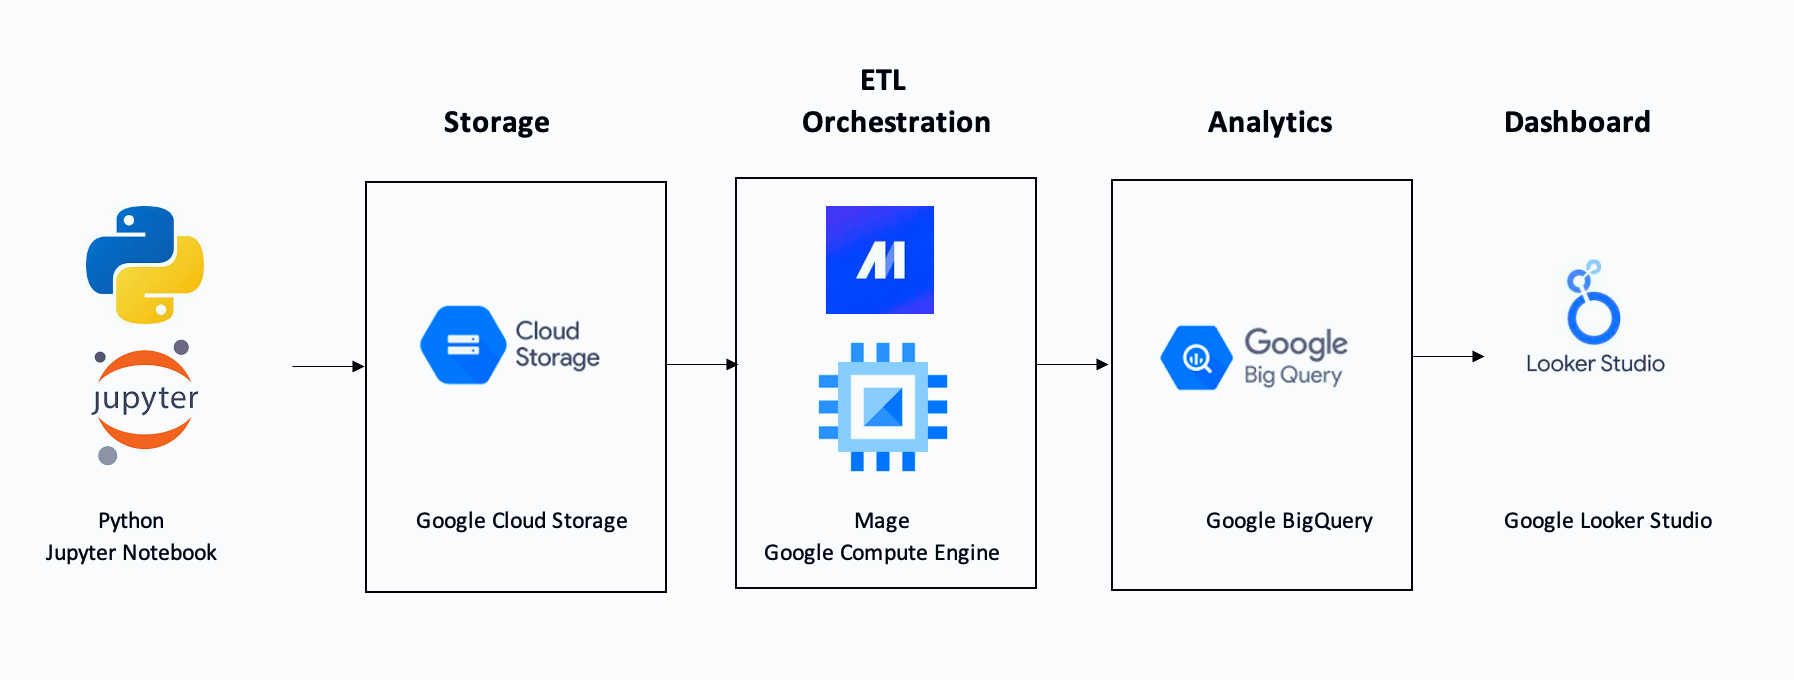 ETL
Storage
Orchestration
Analytics
Dashboard
jupyter
Python
Jupyter Notebook
Cloud
Storage
Google Cloud Storage
Mage
Google Compute Engine
Google
Big Query
Google BigQuery
Looker Studio
Google Looker Studio